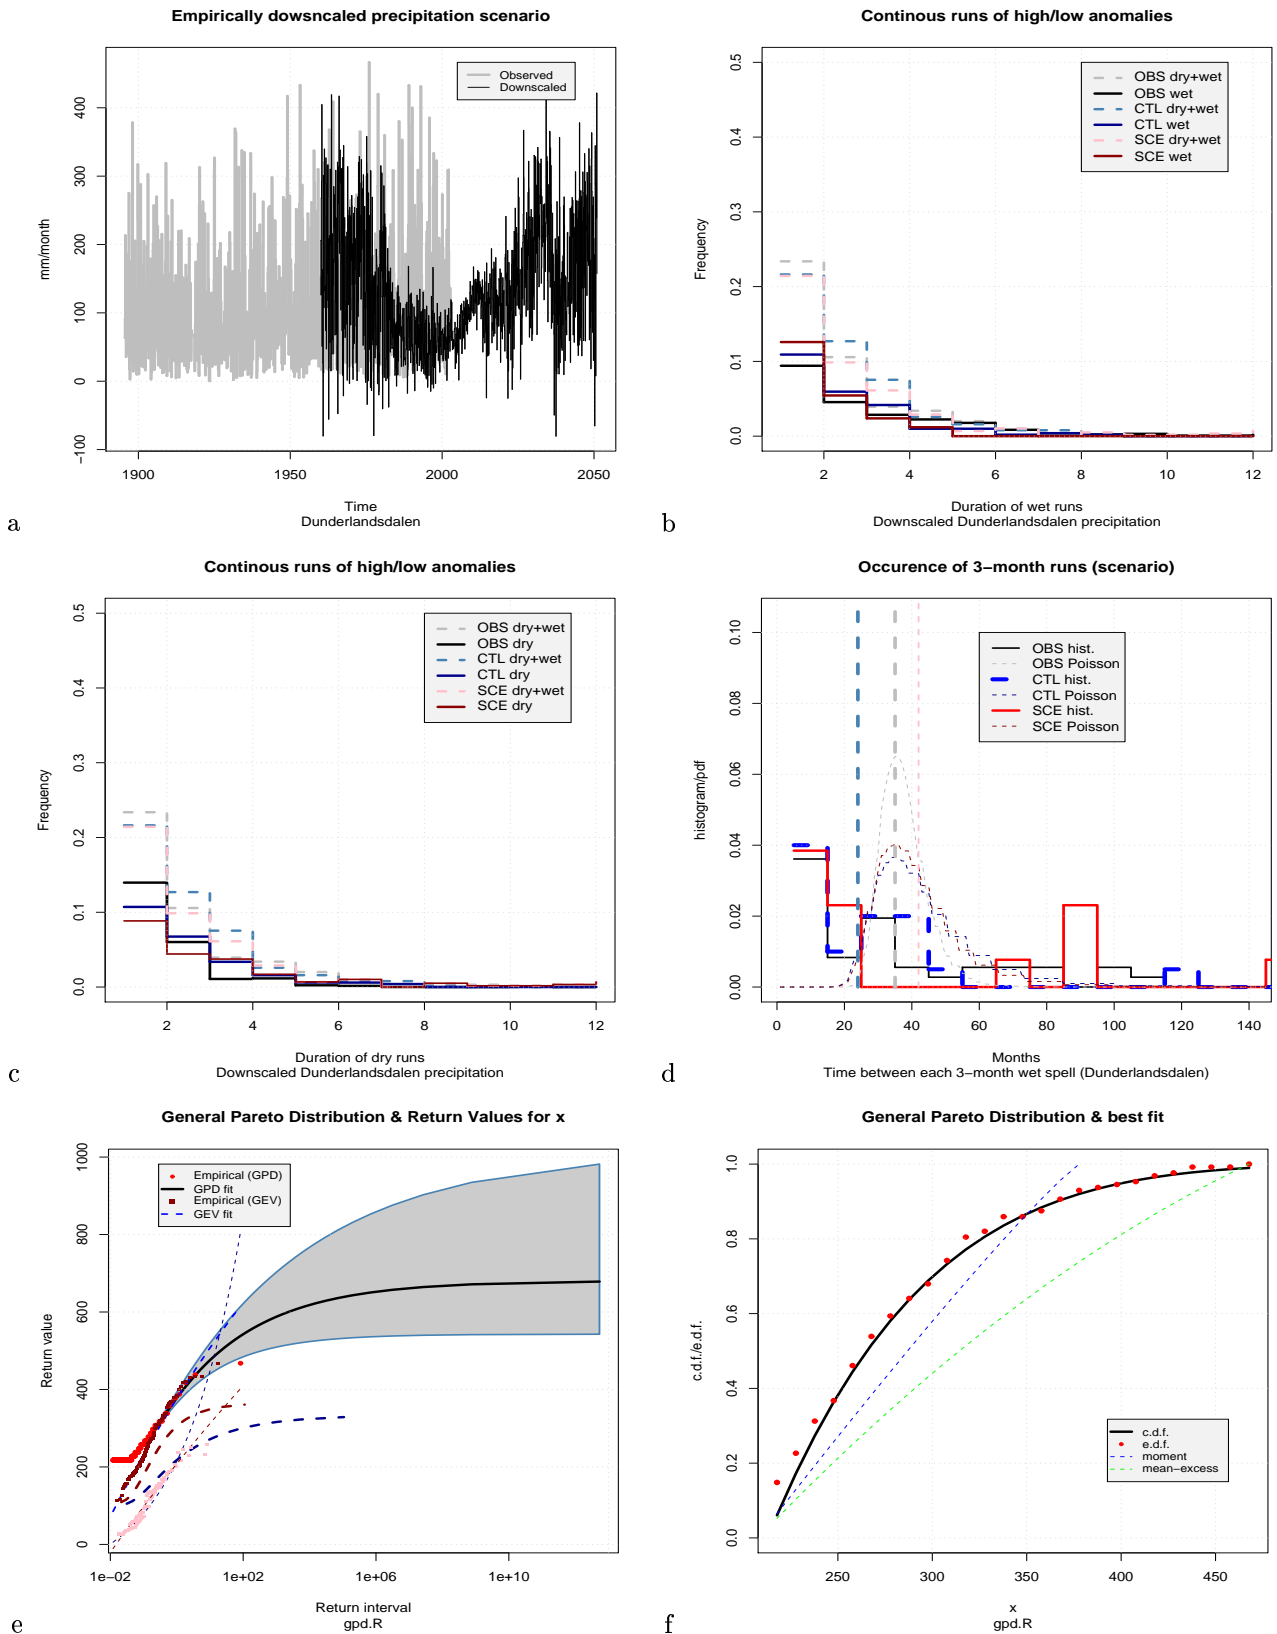 Empirically dowsncaled precipitation scenario
mm/month
−100
0
100
200
300
400
Observed
Downscaled
1900
1950
2000
2050
Time
Dunderlandsdalen
a
Continous runs of high/low anomalies
Frequency
0.0
0.1
0.2
0.3
0.4
0.5
OBS dry+wet
OBS wet
CTL dry+wet
CTL wet
SCE dry+wet
SCE wet
2
4
6
8
10
12
Duration of wet runs
Downscaled Dunderlandsdalen precipitation
b
Continous runs of high/low anomalies
Frequency
0.0
0.1
0.2
0.3
0.4
0.5
OBS dry+wet
OBS dry
CTL dry+wet
CTL dry
SCE dry+wet
SCE dry
2
4
6
8
10
12
Duration of dry runs
Downscaled Dunderlandsdalen precipitation
c
Occurence of 3−month runs (scenario)
histogram/pdf
0.00
0.02
0.04
0.06
0.08
0.10
OBS hist.
OBS Poisson
CTL hist.
CTL Poisson
SCE hist.
SCE Poisson
0
20
40
60
80
100
120
140
Months
Time between each 3−month wet spell (Dunderlandsdalen)
d
General Pareto Distribution & Return Values for x
Return value
0
200
400
600
800
1000
Empirical (GPD)
GPD fit
Empirical (GEV)
GEV fit
1e−02
1e+02
1e+06
1e+10
Return interval
gpd.R
e
General Pareto Distribution & best fit
c.d.f./e.d.f.
0.0
0.2
0.4
0.6
0.8
1.0
c.d.f.
e.d.f.
moment
mean−excess
250
300
350
400
450
x
gpd.R
f